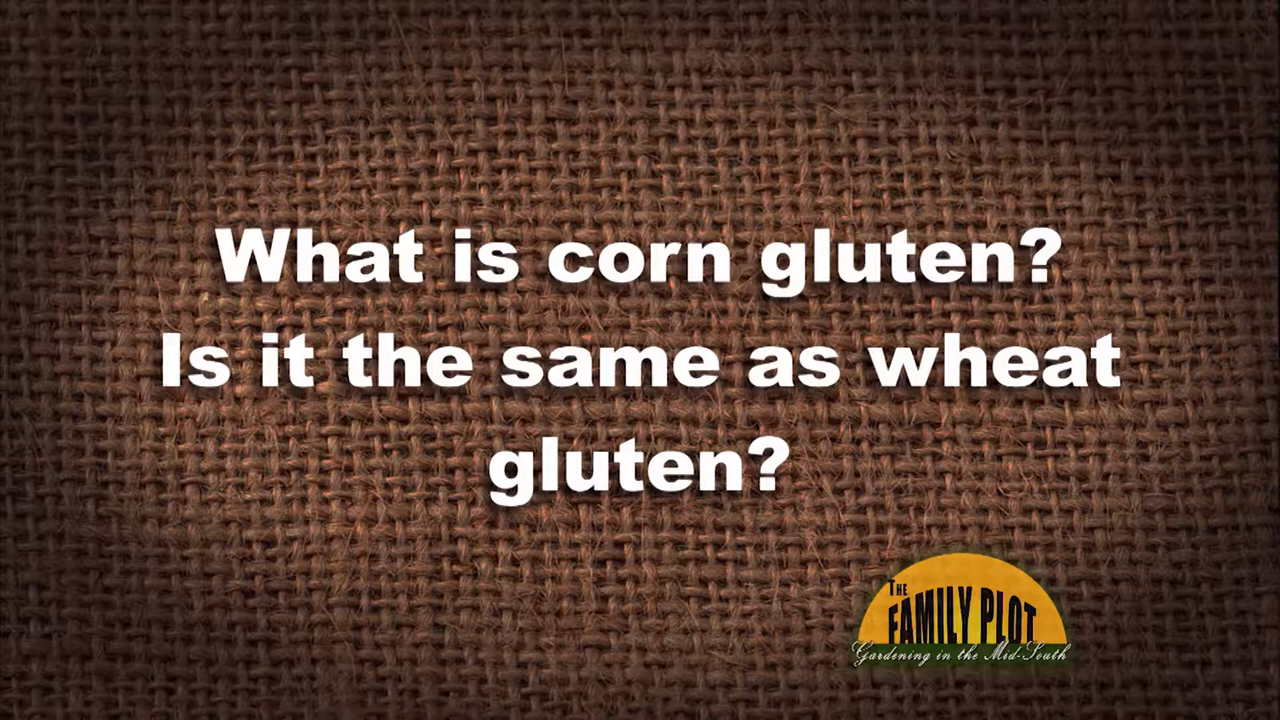 What is corn gluten?
Is it the same as wheat
gluten?
THE
FAMILY PLOT
Gardening in the Mid-South